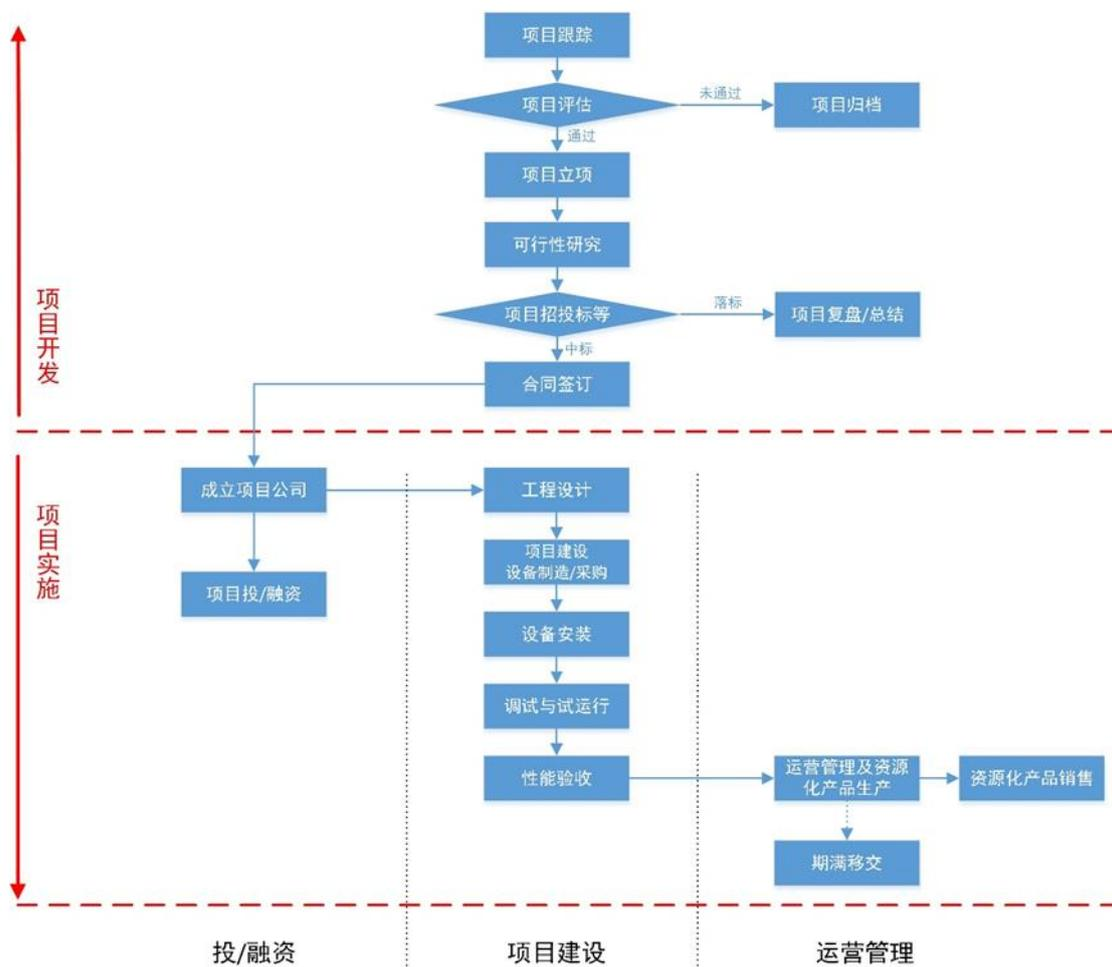 项目跟踪
项目评估
未通过
项目归档
通过
项目立项
可行性研究
项目开发
项目招投标等
落标
项目复盘/总结
中标
合同签订
项目实施
成立项目公司
工程设计
项目建设
设备制造/采购
项目投/融资
设备安装
调试与试运行
性能验收
运营管理及资源
化产品生产
资源化产品销售
期满移交
投/融资
项目建设
运营管理